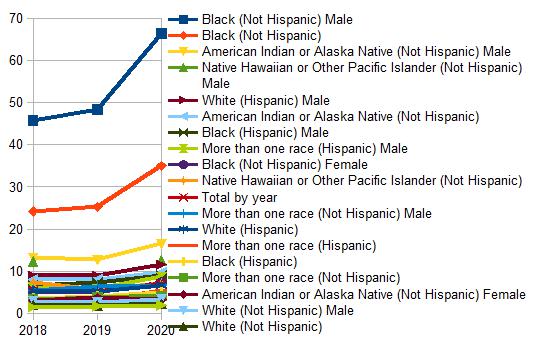 70
60
50
40
30
20
10
0
2018
2019
2020
Black (Not Hispanic) Male
Black (Not Hispanic)
American Indian or Alaska Native (Not Hispanic) Male
Native Hawaiian or Other Pacific Islander (Not Hispanic)
Male
White (Hispanic) Male
American Indian or Alaska Native (Not Hispanic)
Black (Hispanic) Male
More than one race (Hispanic) Male
Black (Not Hispanic) Female
Native Hawaiian or Other Pacific Islander (Not Hispanic)
Total by year
More than one race (Not Hispanic) Male
White (Hispanic)
More than one race (Hispanic)
Black (Hispanic)
More than one race (Not Hispanic)
American Indian or Alaska Native (Not Hispanic) Female
White (Not Hispanic) Male
White (Not Hispanic)